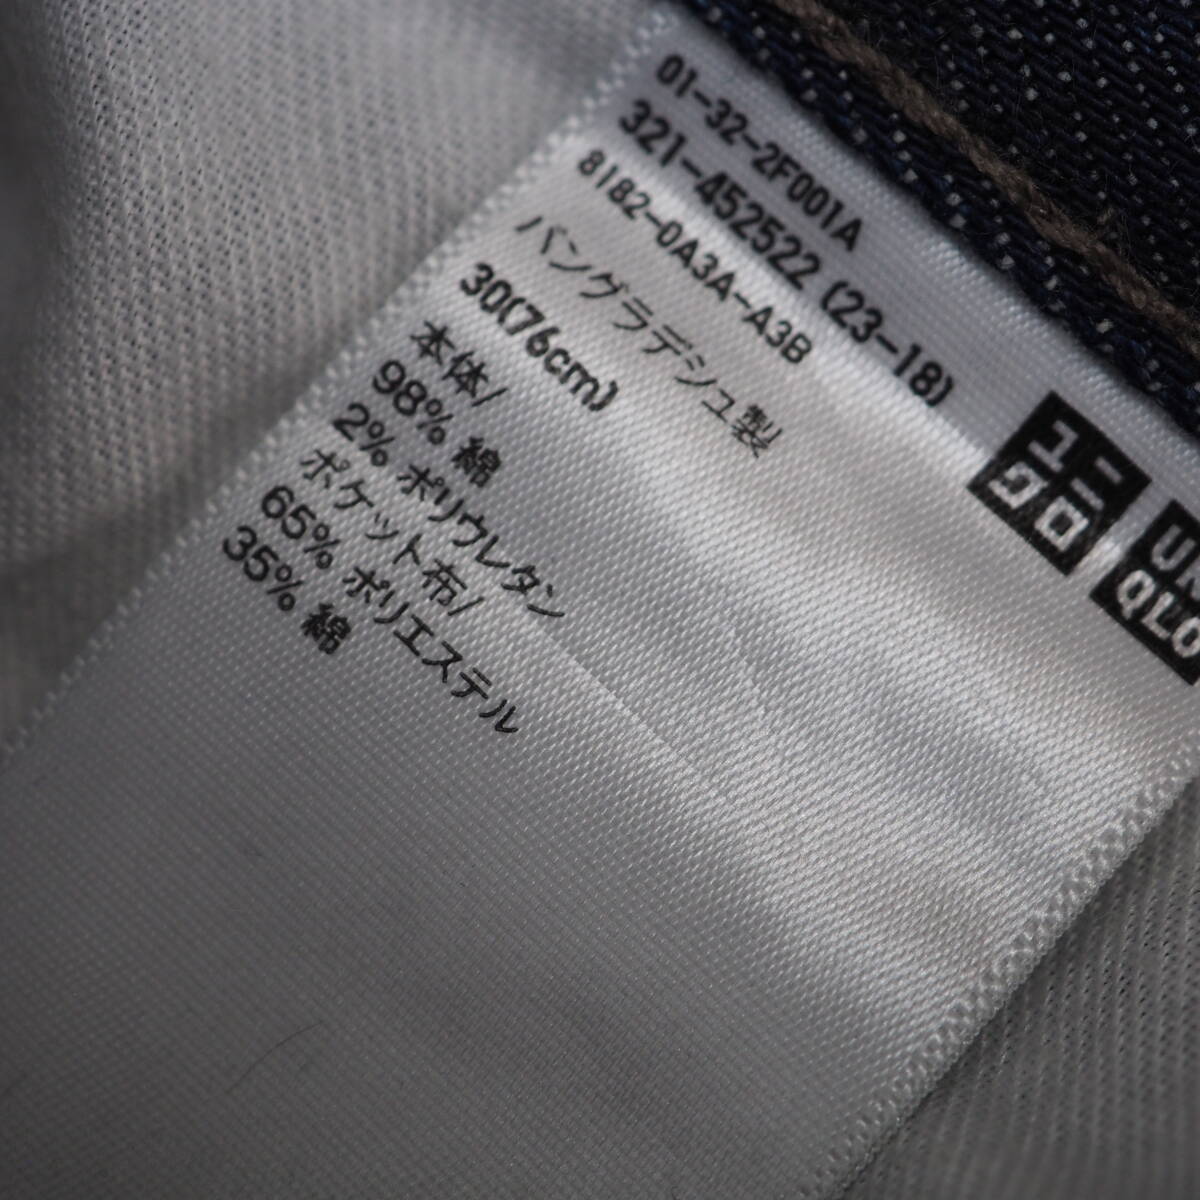 01-32-2F001A
321-452522 (23-18)
8182-0A3A-A3B
バングラデシュ製
30(76cm)
本体/
98% 綿
2% ポリウレタン
ポケット布/
65% ポリエステル
35% 綿
ユニ
クロ
UNI
QLO